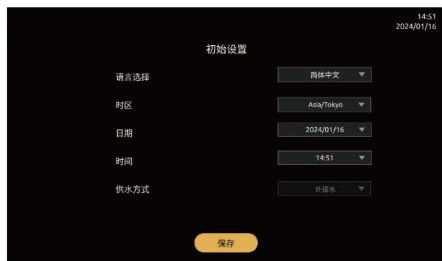 14:51
2024/01/16
初始设置
语言选择 简体中文
时区 Asia/Tokyo
日期 2024/01/16
时间 14:51
供水方式 外接水
保存